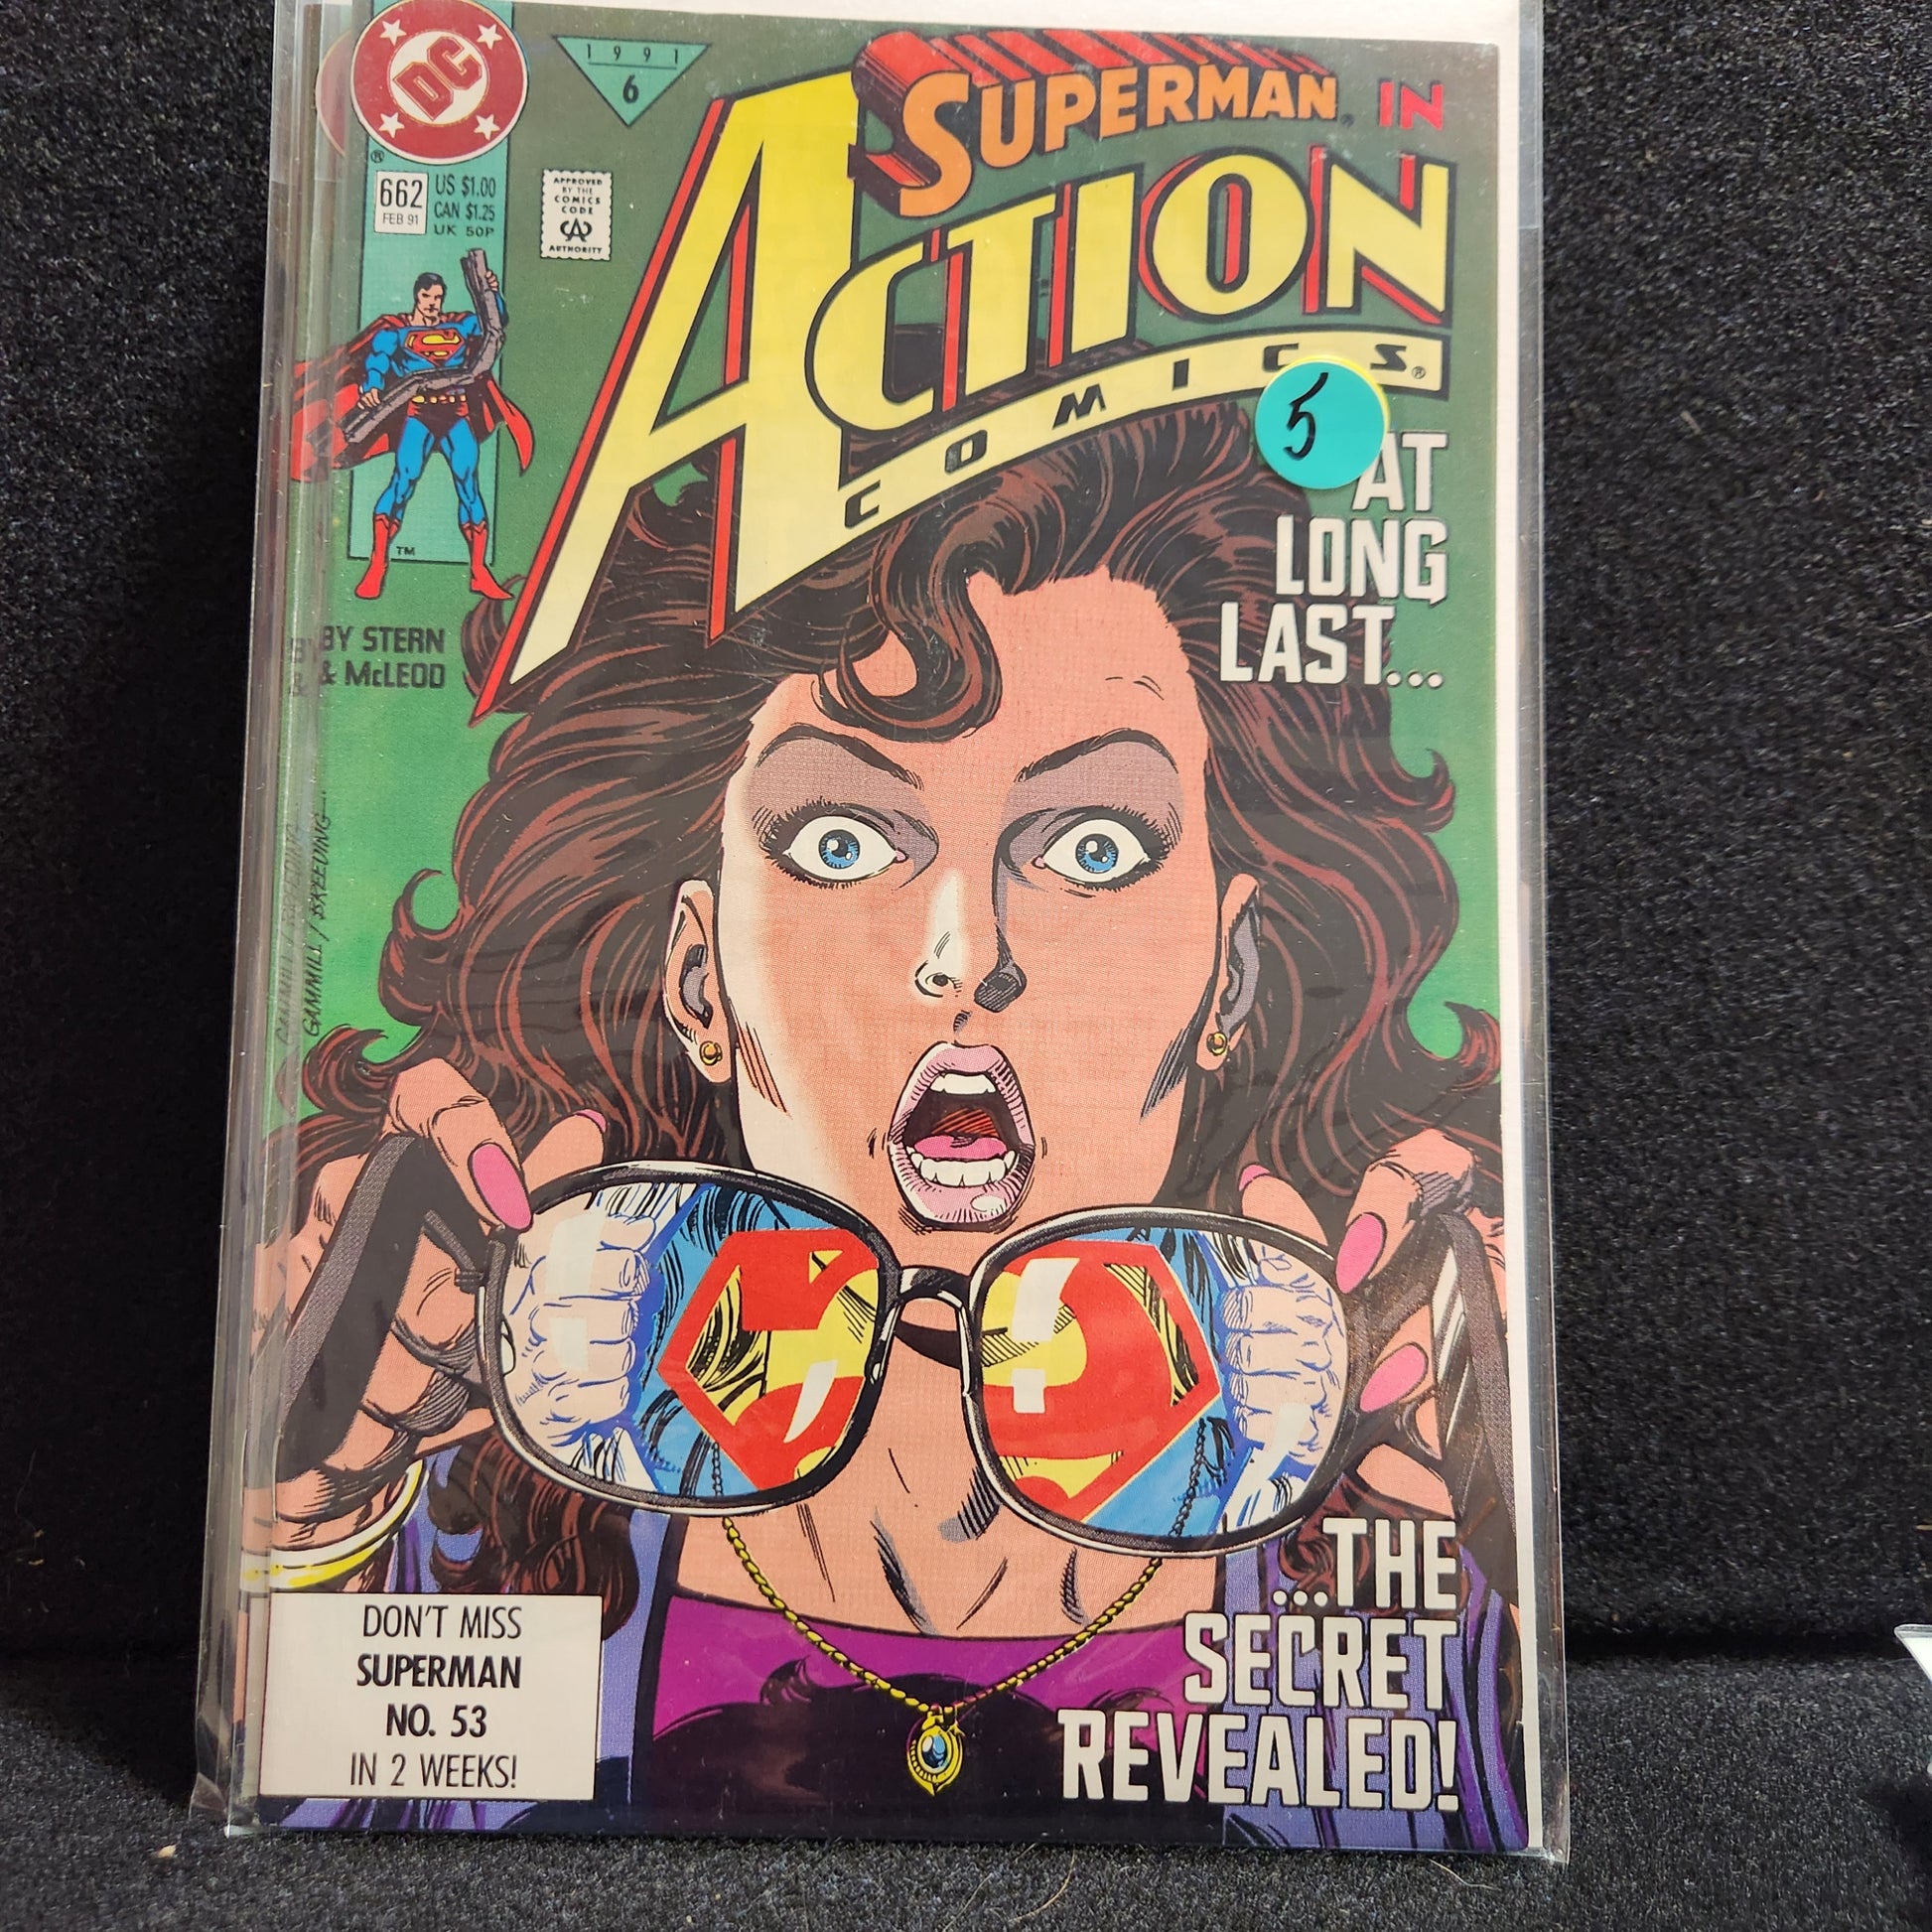 DC
®
1991
6
SUPERMAN IN
ACTION
COMICS®
662
FEB 91
US $1.00
CAN $1.25
UK 50P
APPROVED
BY THE
COMICS
CODE
CA
AUTHORITY
5
S
TM
AT
LONG
LAST...
BY STERN
& McLEOD
GAMMILL / BREEDING
...THE
SECRET
REVEALED!
DON'T MISS
SUPERMAN
NO. 53
IN 2 WEEKS!